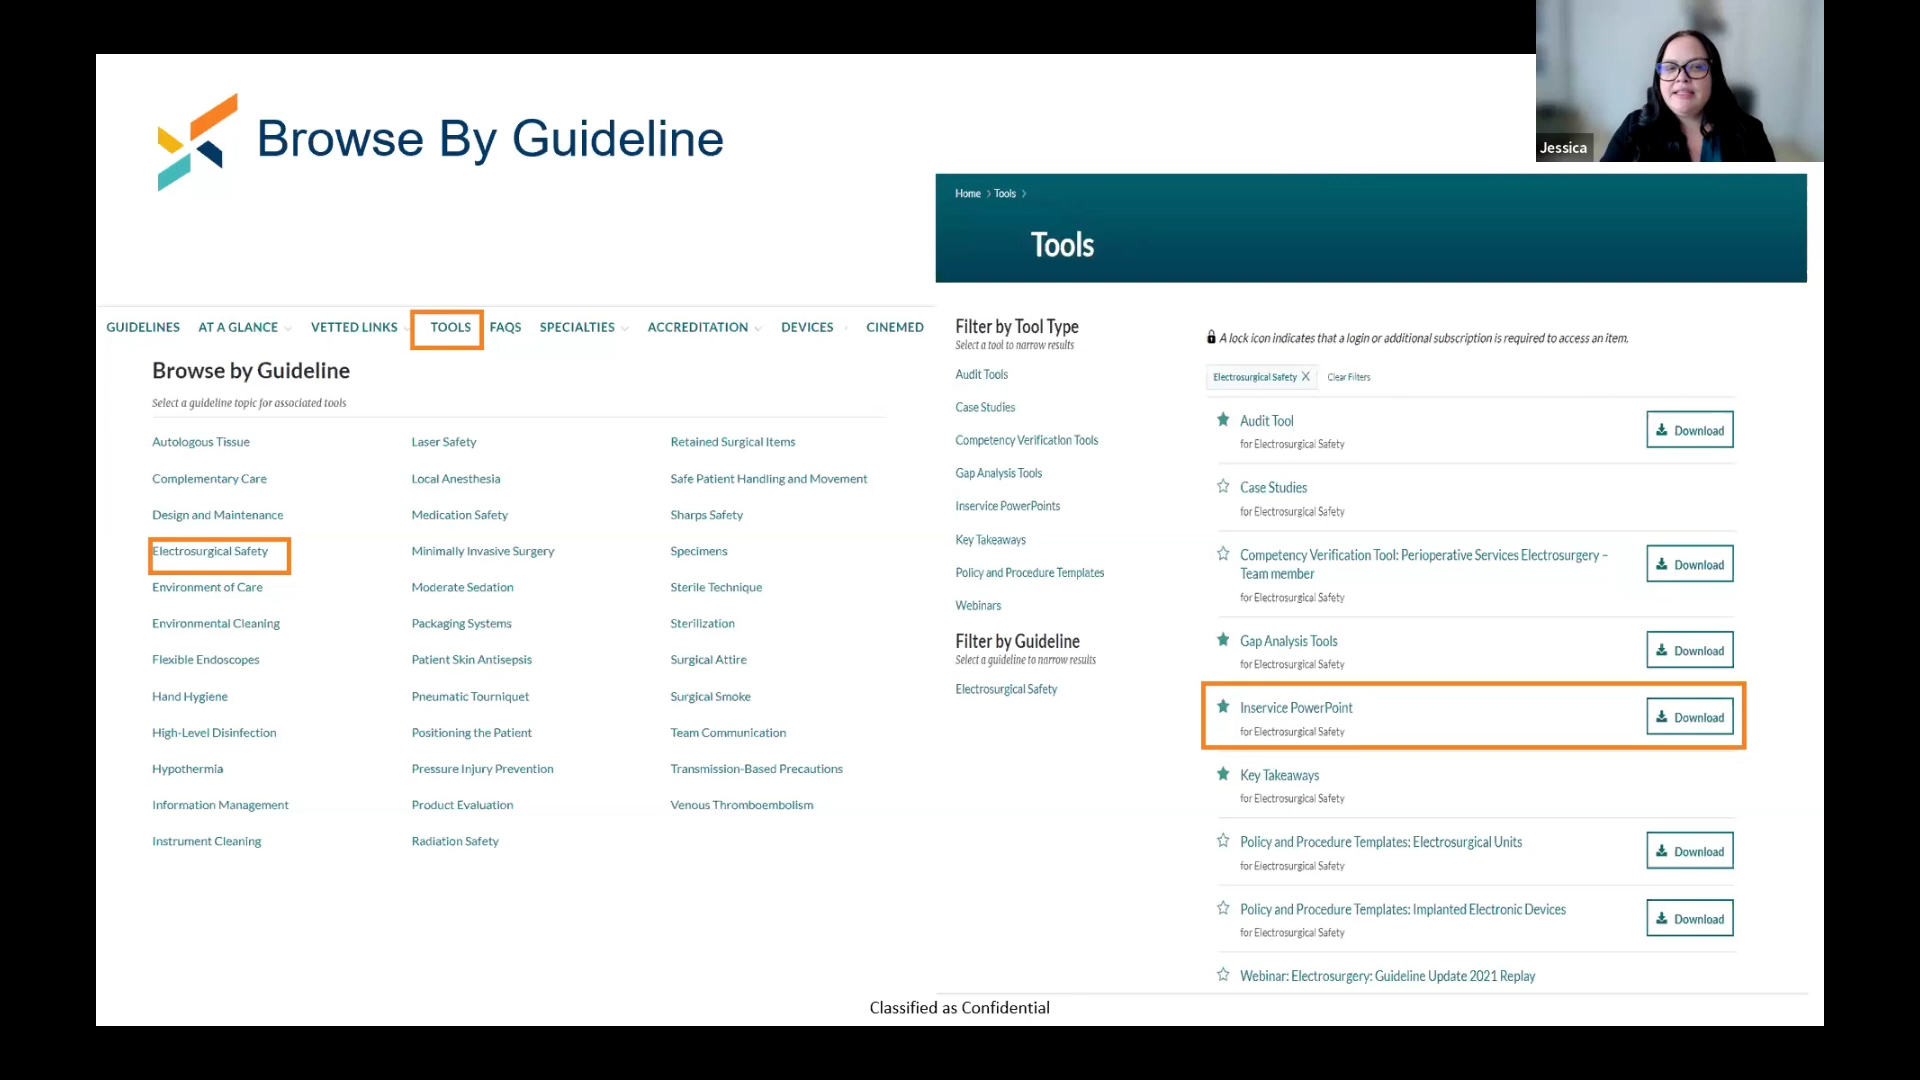 Browse By Guideline
Jessica
GUIDELINES AT A GLANCE VETTED LINKS TOOLS FAQS SPECIALTIES ACCREDITATION DEVICES CINEMED
Browse by Guideline
Select a guideline topic for associated tools
Autologous Tissue
Complementary Care
Design and Maintenance
Electrosurgical Safety
Environment of Care
Environmental Cleaning
Flexible Endoscopes
Hand Hygiene
High-Level Disinfection
Hypothermia
Information Management
Instrument Cleaning
Laser Safety
Local Anesthesia
Medication Safety
Minimally Invasive Surgery
Moderate Sedation
Packaging Systems
Patient Skin Antisepsis
Pneumatic Tourniquet
Positioning the Patient
Pressure Injury Prevention
Product Evaluation
Radiation Safety
Retained Surgical Items
Safe Patient Handling and Movement
Sharps Safety
Specimens
Sterile Technique
Sterilization
Surgical Attire
Surgical Smoke
Team Communication
Transmission-Based Precautions
Venous Thromboembolism
Home > Tools >
Tools
Filter by Tool Type
Select a tool to narrow results
Audit Tools
Case Studies
Competency Verification Tools
Gap Analysis Tools
Inservice PowerPoints
Key Takeaways
Policy and Procedure Templates
Webinars
Filter by Guideline
Select a guideline to narrow results
Electrosurgical Safety
A lock icon indicates that a login or additional subscription is required to access an item.
Electrosurgical Safety X Clear Filters
Audit Tool
for Electrosurgical Safety
Download
Case Studies
for Electrosurgical Safety
Competency Verification Tool: Perioperative Services Electrosurgery –
Team member
for Electrosurgical Safety
Download
Gap Analysis Tools
for Electrosurgical Safety
Download
Inservice PowerPoint
for Electrosurgical Safety
Download
Key Takeaways
for Electrosurgical Safety
Policy and Procedure Templates: Electrosurgical Units
for Electrosurgical Safety
Download
Policy and Procedure Templates: Implanted Electronic Devices
for Electrosurgical Safety
Download
Webinar: Electrosurgery: Guideline Update 2021 Replay
Classified as Confidential